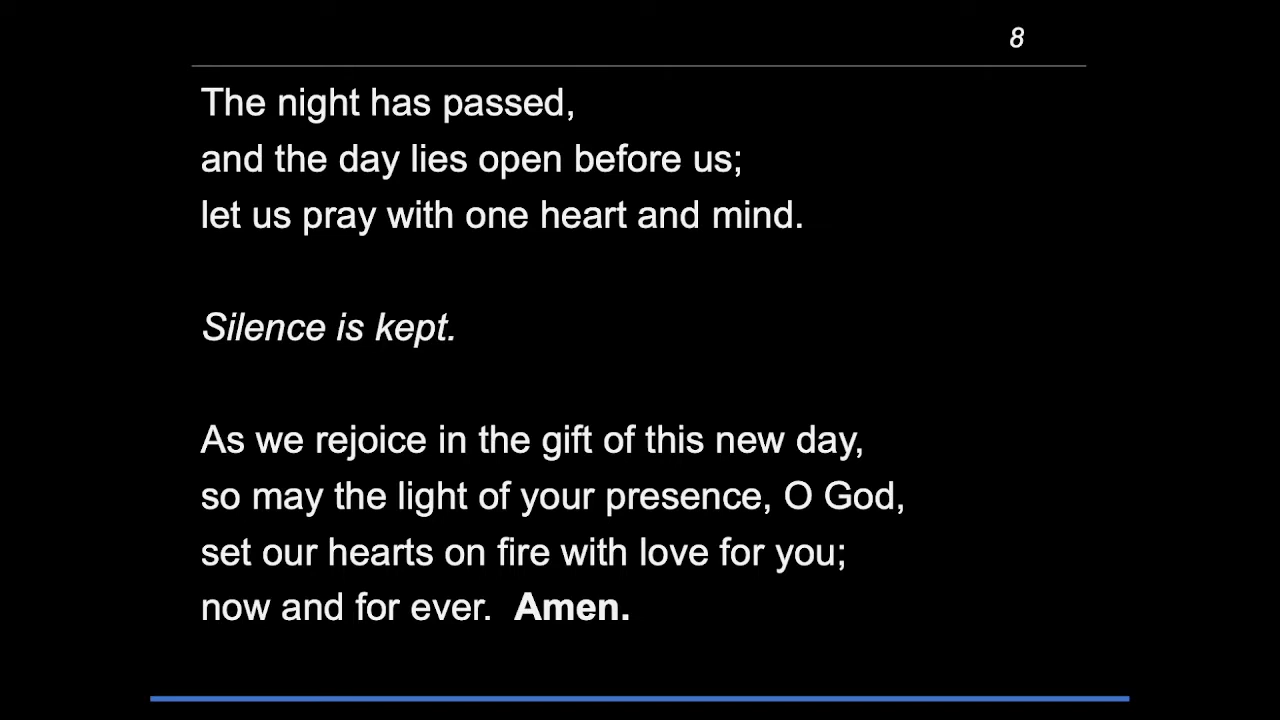 8
The night has passed,
and the day lies open before us;
let us pray with one heart and mind.
Silence is kept.
As we rejoice in the gift of this new day,
so may the light of your presence, O God,
set our hearts on fire with love for you;
now and for ever. Amen.